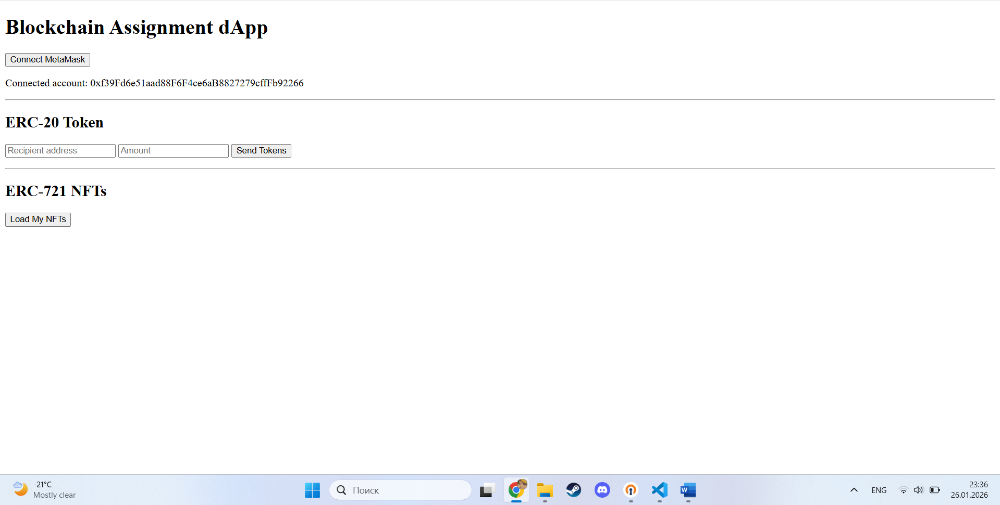 Blockchain Assignment dApp
Connect MetaMask
Connected account: 0xf39Fd6e51aad88F6F4ce6aB8827279cffFb92266
ERC-20 Token
Recipient address Amount Send Tokens
ERC-721 NFTs
Load My NFTs
-21°C
Mostly clear
Поиск
W
ENG
23:36
26.01.2026